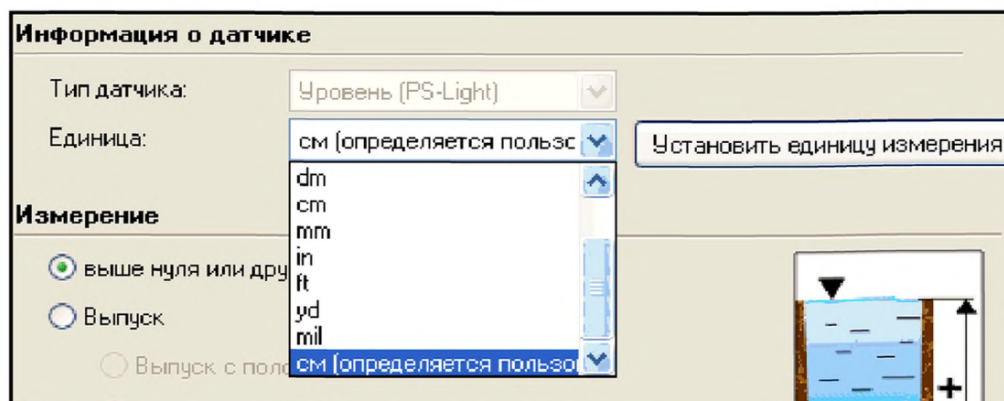 Информация о датчике
Тип датчика: Уровень (PS-Light)
Единица: см (определяется пользо Установить единицу измерения
dm
cm
Измерение
mm
in
выше нуля или дру
ft
yd
Выпуск
mil
см (определяется пользо
Выпуск с поло
+